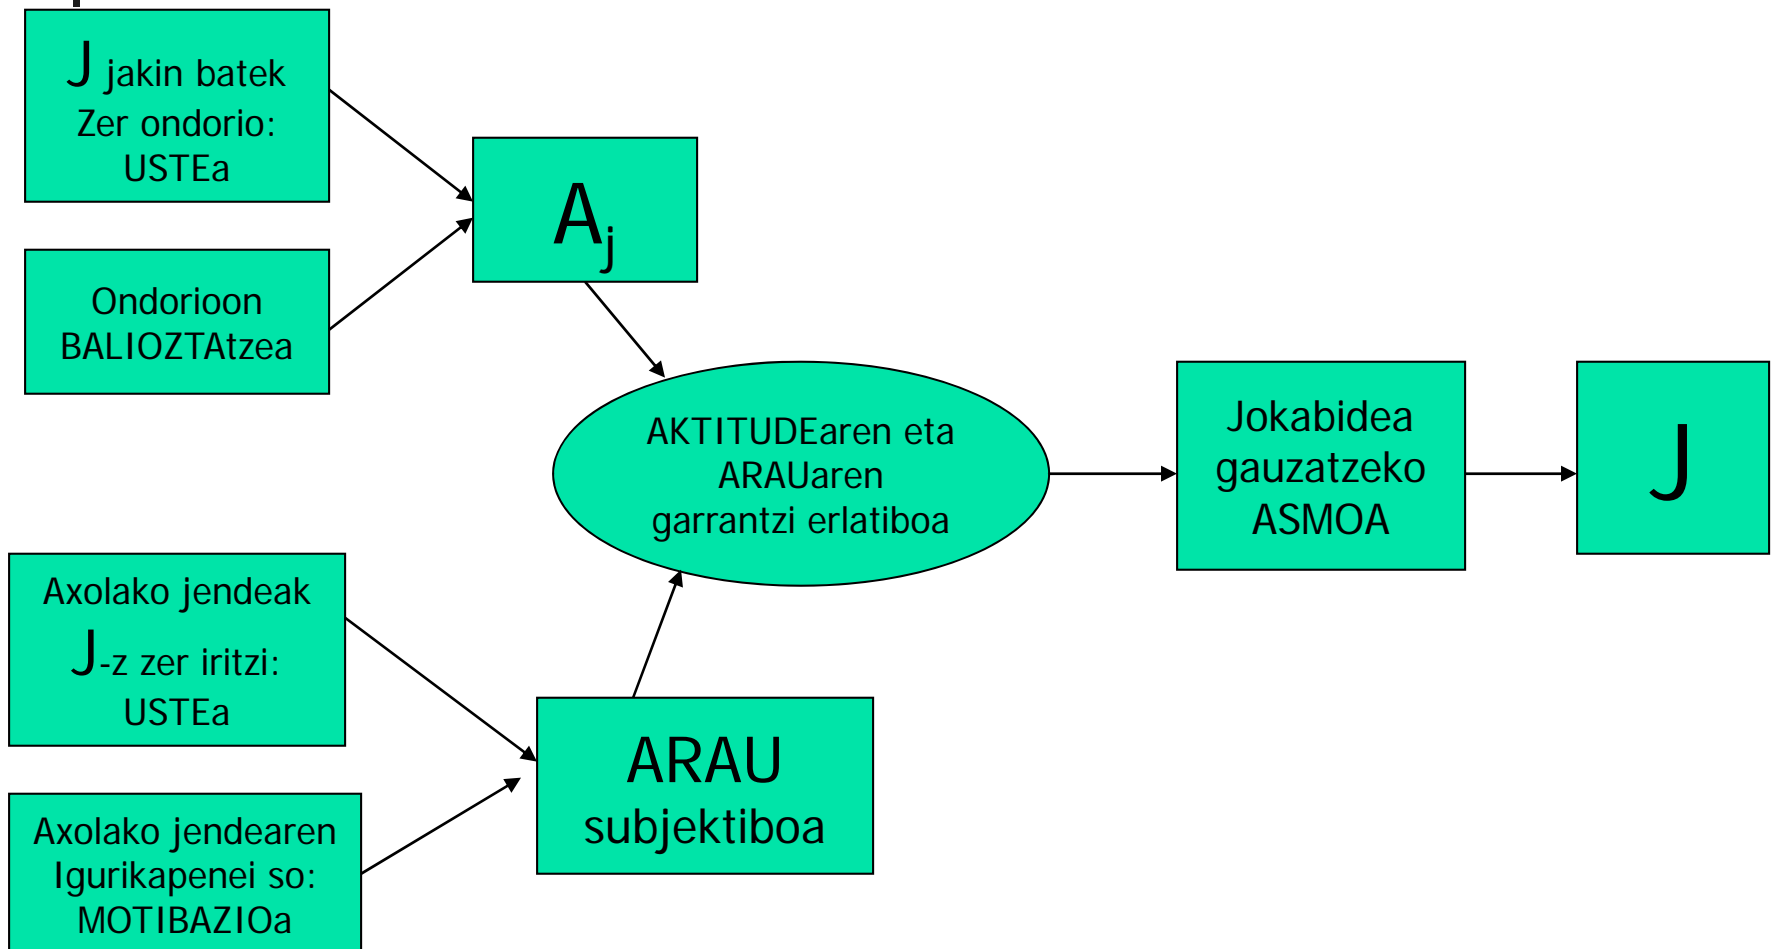 J jakin batek
Zer ondorio:
USTEa
Ondorioon
BALIOZTAtzea
Aj
AKTITUDEaren eta
ARAUaren
garrantzi erlatiboa
Jokabidea
gauzatzeko
ASMOA
J
Axolako jendeak
J-z zer iritzi:
USTEa
ARAU
subjektiboa
Axolako jendearen
Igurikapenei so:
MOTIBAZIOa